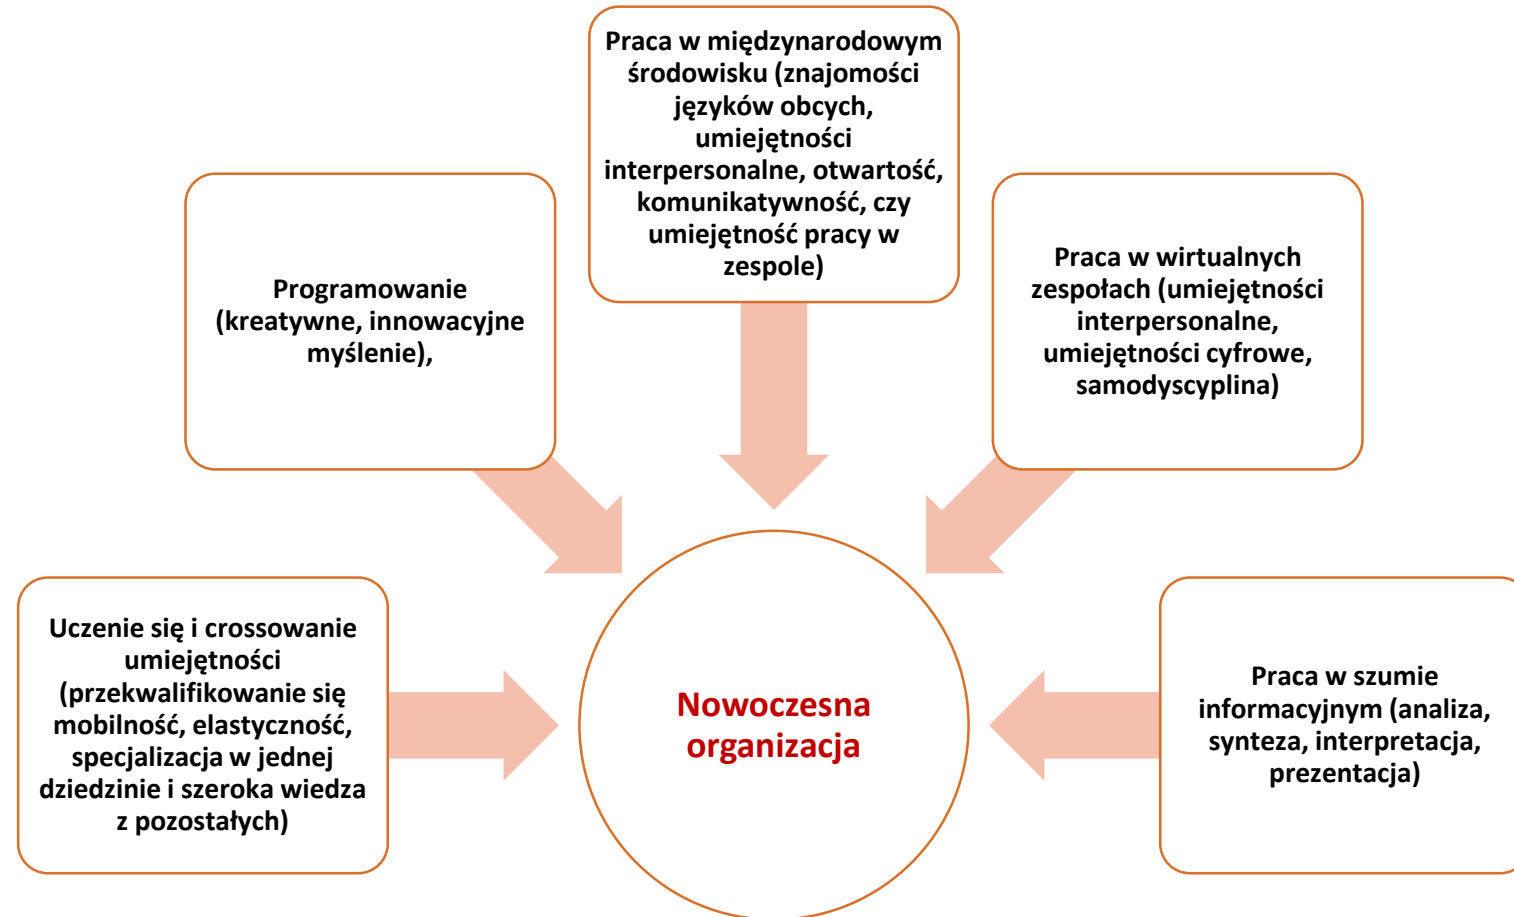 Praca w międzynarodowym
środowisku (znajomości
języków obcych,
umiejętności
interpersonalne, otwartość,
komunikatywność, czy
umiejętność pracy w
zespole)
Programowanie
(kreatywne, innowacyjne
myślenie),
Praca w wirtualnych
zespołach (umiejętności
interpersonalne,
umiejętności cyfrowe,
samodyscyplina)
Uczenie się i crossowanie
umiejętności
(przekwalifikowanie się
mobilność, elastyczność,
specjalizacja w jednej
dziedzinie i szeroka wiedza
z pozostałych)
Nowoczesna
organizacja
Praca w szumie
informacyjnym (analiza,
synteza, interpretacja,
prezentacja)